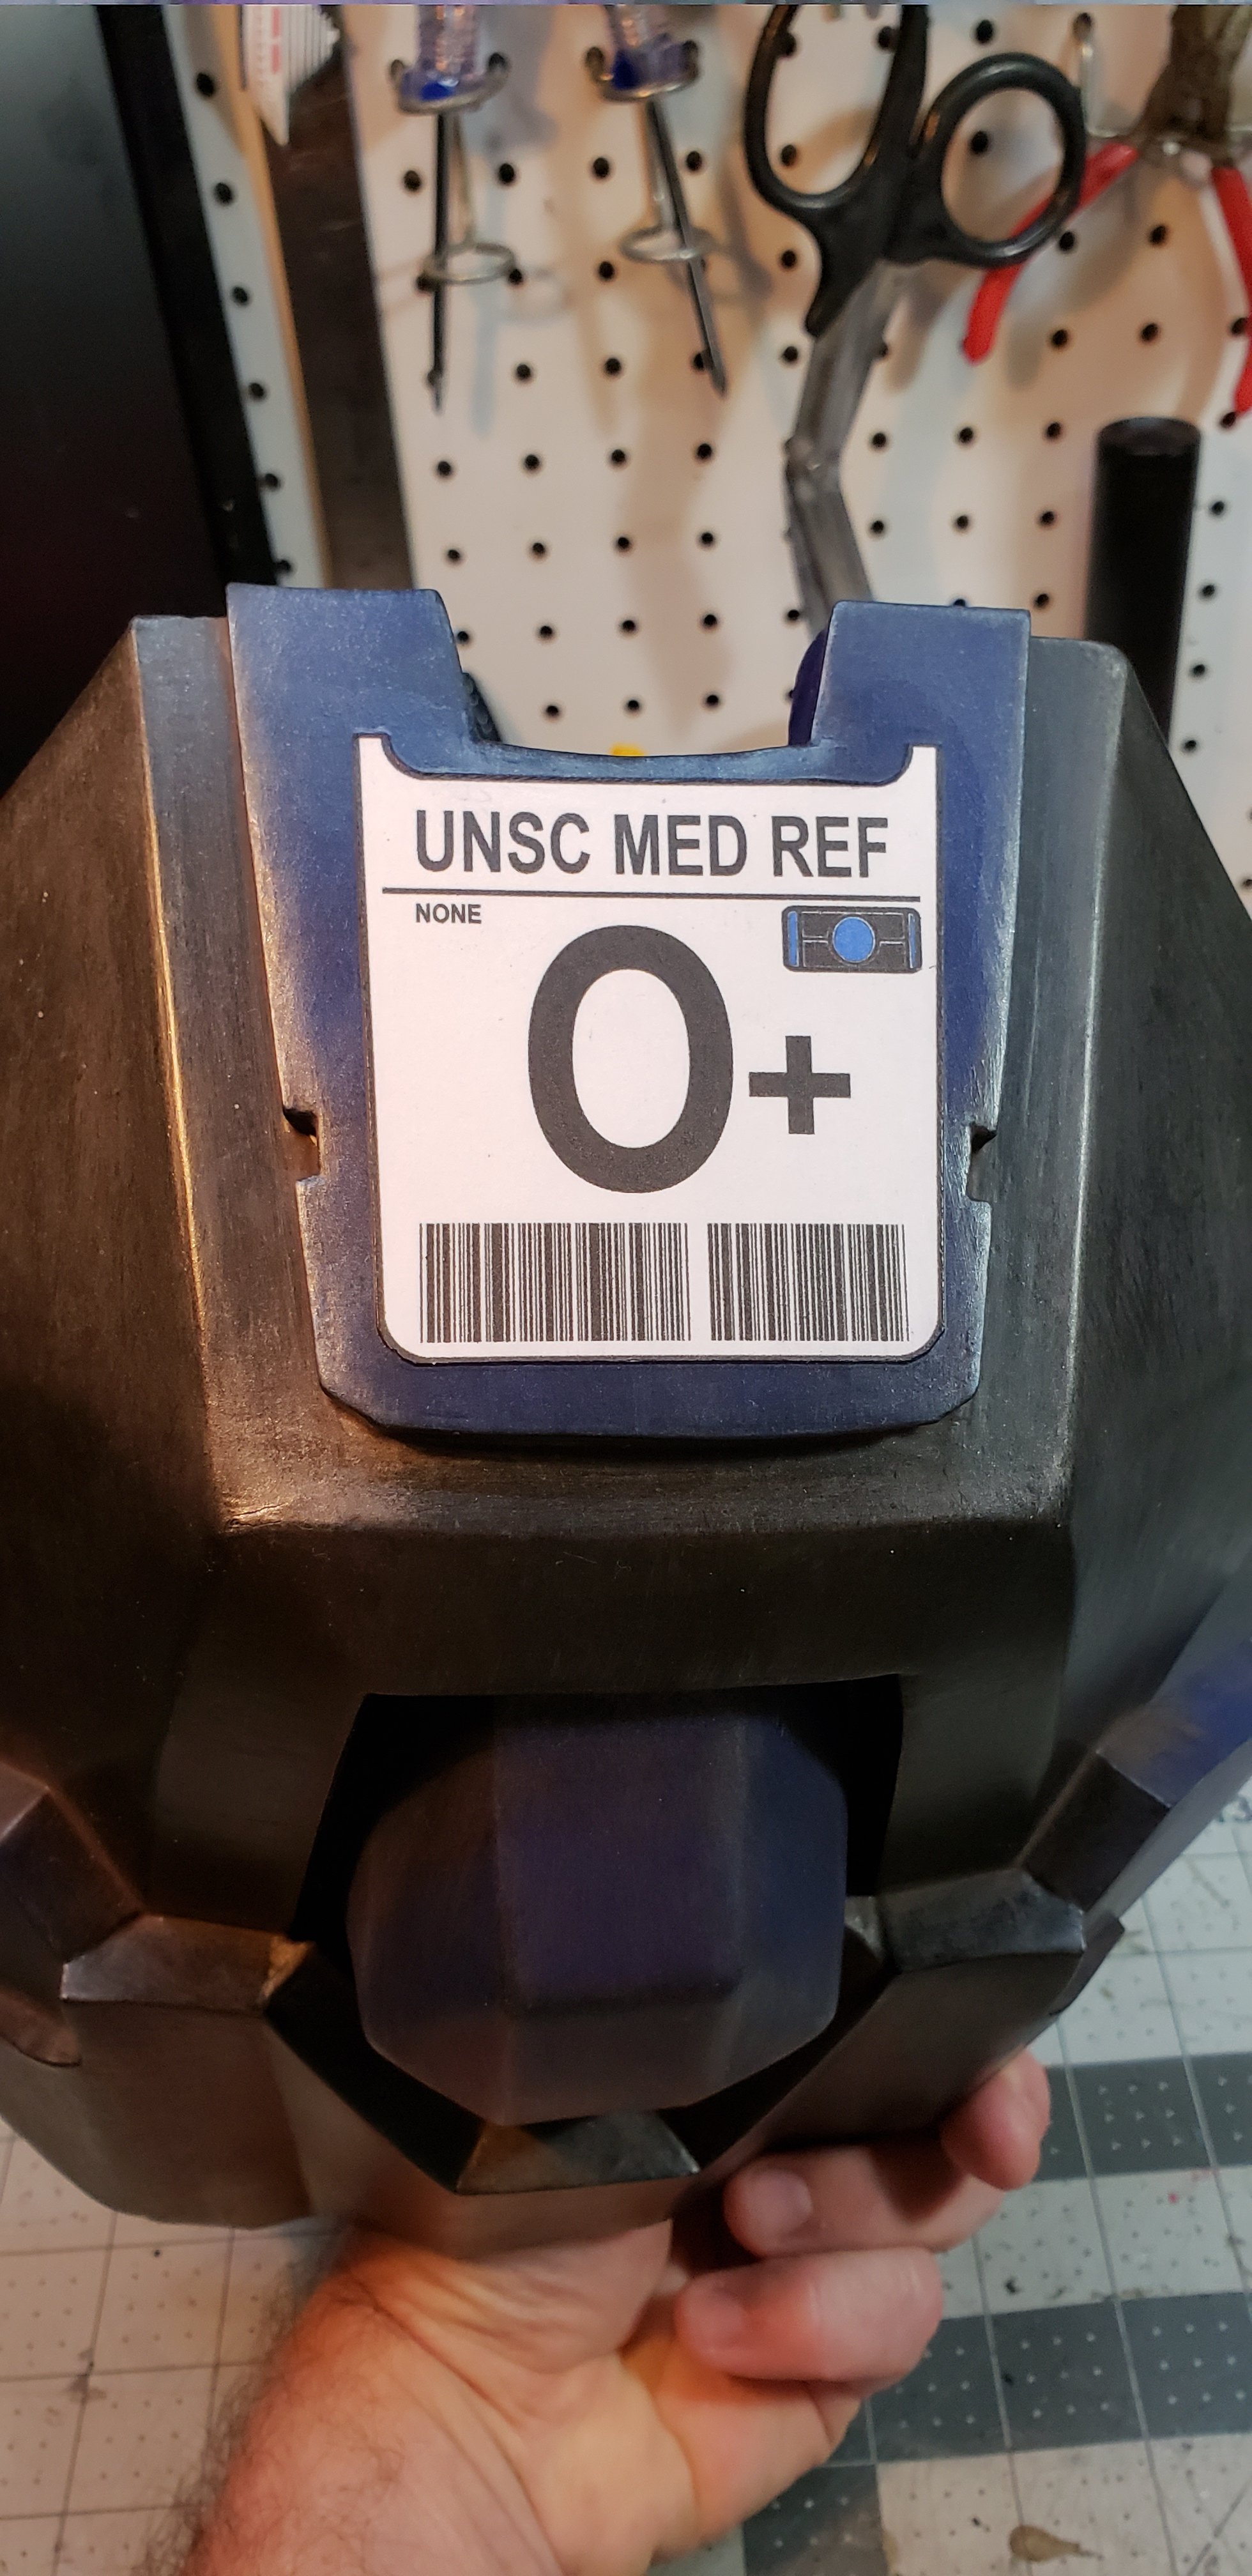 UNSC MED REF
NONE
O+